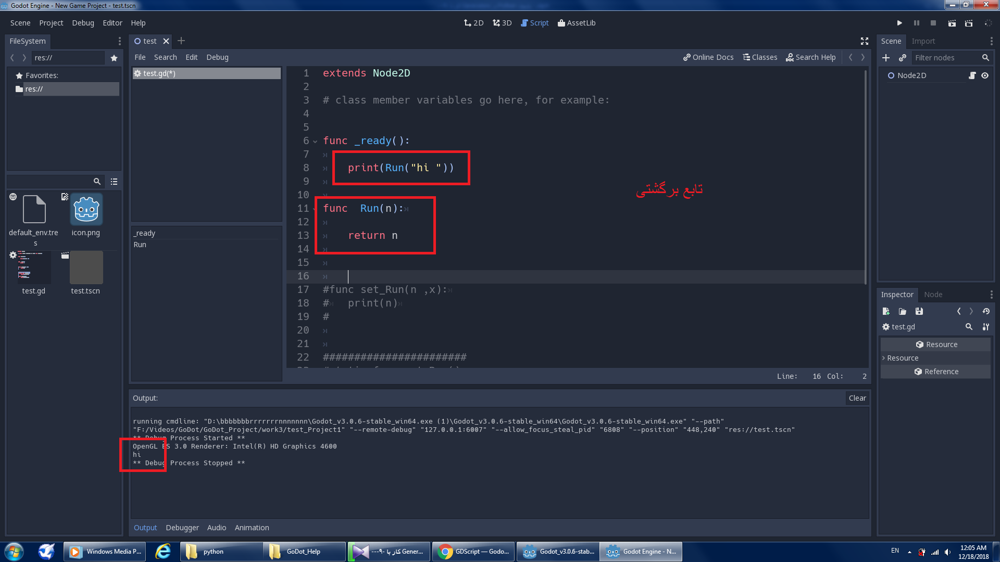 Godot Engine - New Game Project - test.tscn
Scene Project Debug Editor Help
2D 3D Script AssetLib
FileSystem
res://
Favorites:
res://
default_env.tres
icon.png
test.gd
test.tscn
test
File Search Edit Debug
Online Docs Classes Search Help
test.gd(*)
_ready
Run
1 extends Node2D
2
3 # class member variables go here, for example:
4
5
6 func _ready():
7
8 print(Run("hi "))
9
10
11 func  Run(n):
12
13 return n
14
15
16
17 #func set_Run(n ,x):
18 # print(n)
19 #
20
21
22 #######################
تابع برگشتی
Line: 16 Col: 2
Output:
Clear
running cmdline: "D:\bbbbbbbrrrrrrrnnnnnnn\Godot_v3.0.6-stable_win64.exe (1)\Godot_v3.0.6-stable_win64\Godot_v3.0.6-stable_win64.exe" "--path"
"F:/Videos/GoDot/GoDot_Project/work3/test_Project1" "--remote-debug" "127.0.0.1:6007" "--allow_focus_steal_pid" "6808" "--position" "448,240" "res://test.tscn"
** Debug Process Started **
OpenGL ES 3.0 Renderer: Intel(R) HD Graphics 4600
hi
** Debug Process Stopped **
Output Debugger Audio Animation
Scene Import
Filter nodes
Node2D
Inspector Node
test.gd
Resource
Resource
Reference
Windows Media P...
python
GoDot_Help
کار با -۹--- Gener...
GDScript — Godo...
Godot_v3.0.6-stab...
Godot Engine - N...
EN
12:05 AM
12/18/2018